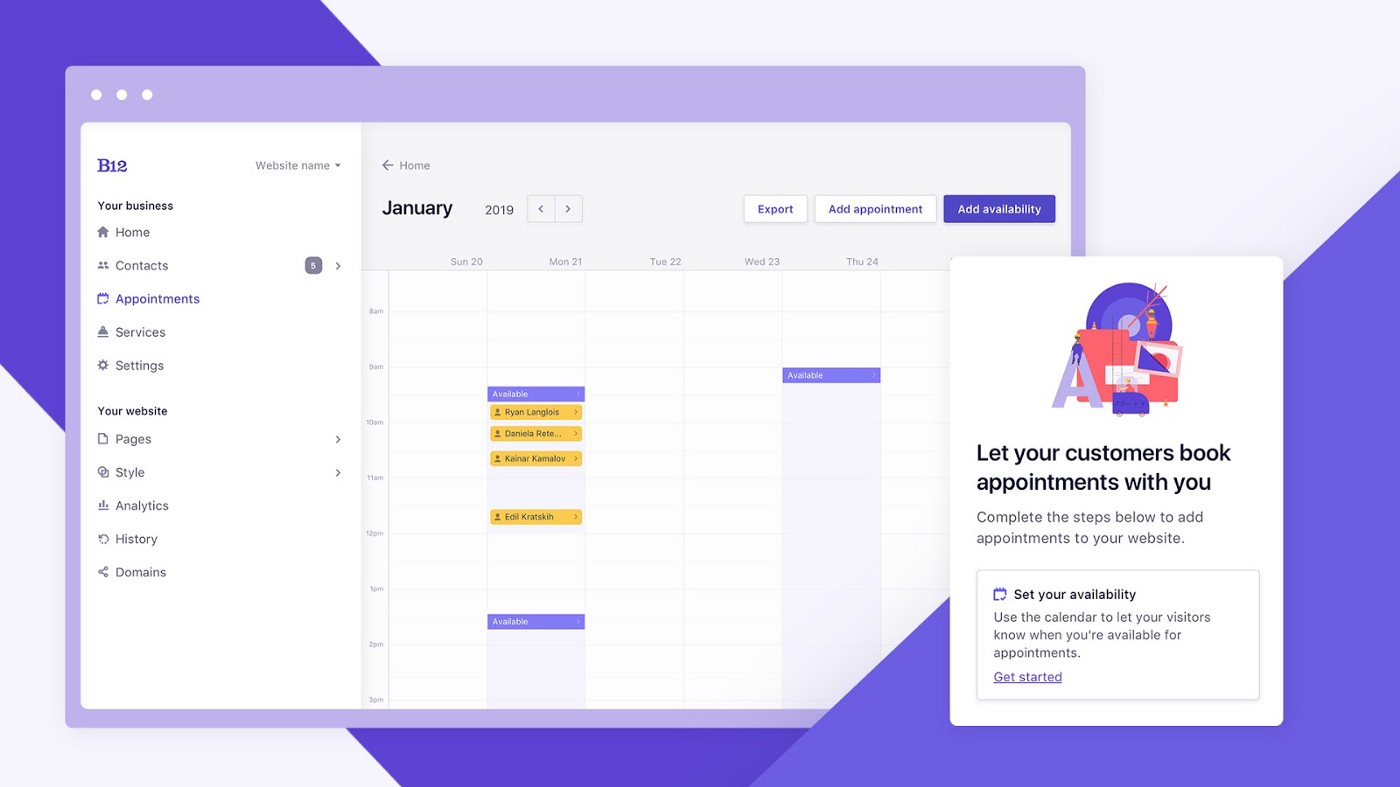 B12
Website name
Your business
Home
Contacts
5
Appointments
Services
Settings
Your website
Pages
Style
Analytics
History
Domains
Home
January 2019
Export
Add appointment
Add availability
Sun 20
Mon 21
Tue 22
Wed 23
Thu 24
8am
9am
10am
11am
12pm
1pm
2pm
3pm
Available
Ryan Langlois
Daniela Rete...
Kainar Kamalov
Edil Kratskih
Available
Available
A
Let your customers book
appointments with you
Complete the steps below to add
appointments to your website.
Set your availability
Use the calendar to let your visitors
know when you're available for
appointments.
Get started